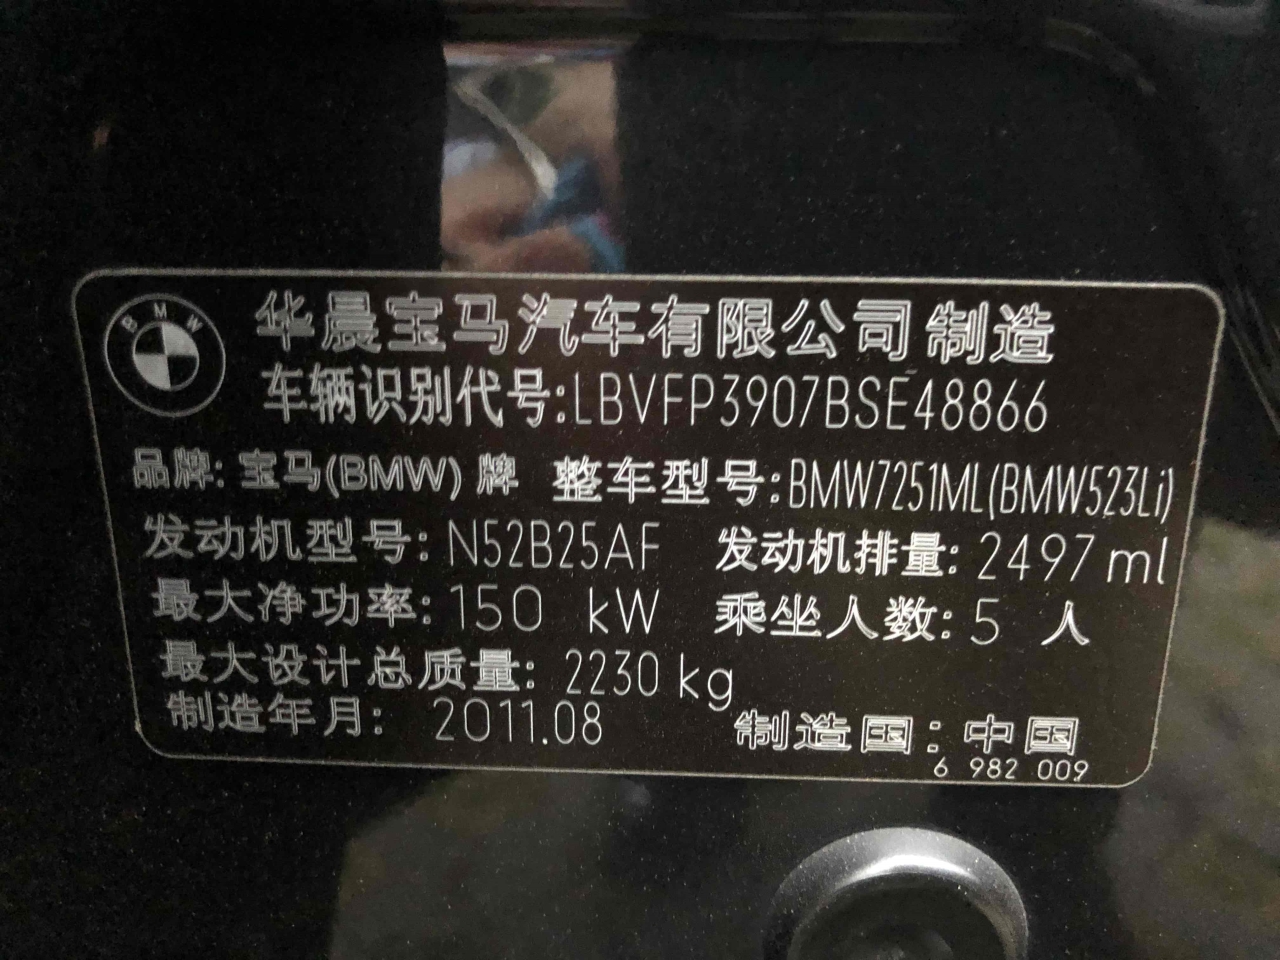 BMW
华晨宝马汽车有限公司制造
车辆识别代号:LBVFP3907BSE48866
品牌:宝马(BMW)牌 整车型号:BMW7251ML(BMW523Li)
发动机型号:N52B25AF 发动机排量:2497 ml
最大净功率:150 kW 乘坐人数:5 人
最大设计总质量:2230 kg
制造年月:2011.08 制造国:中国
6 982 009